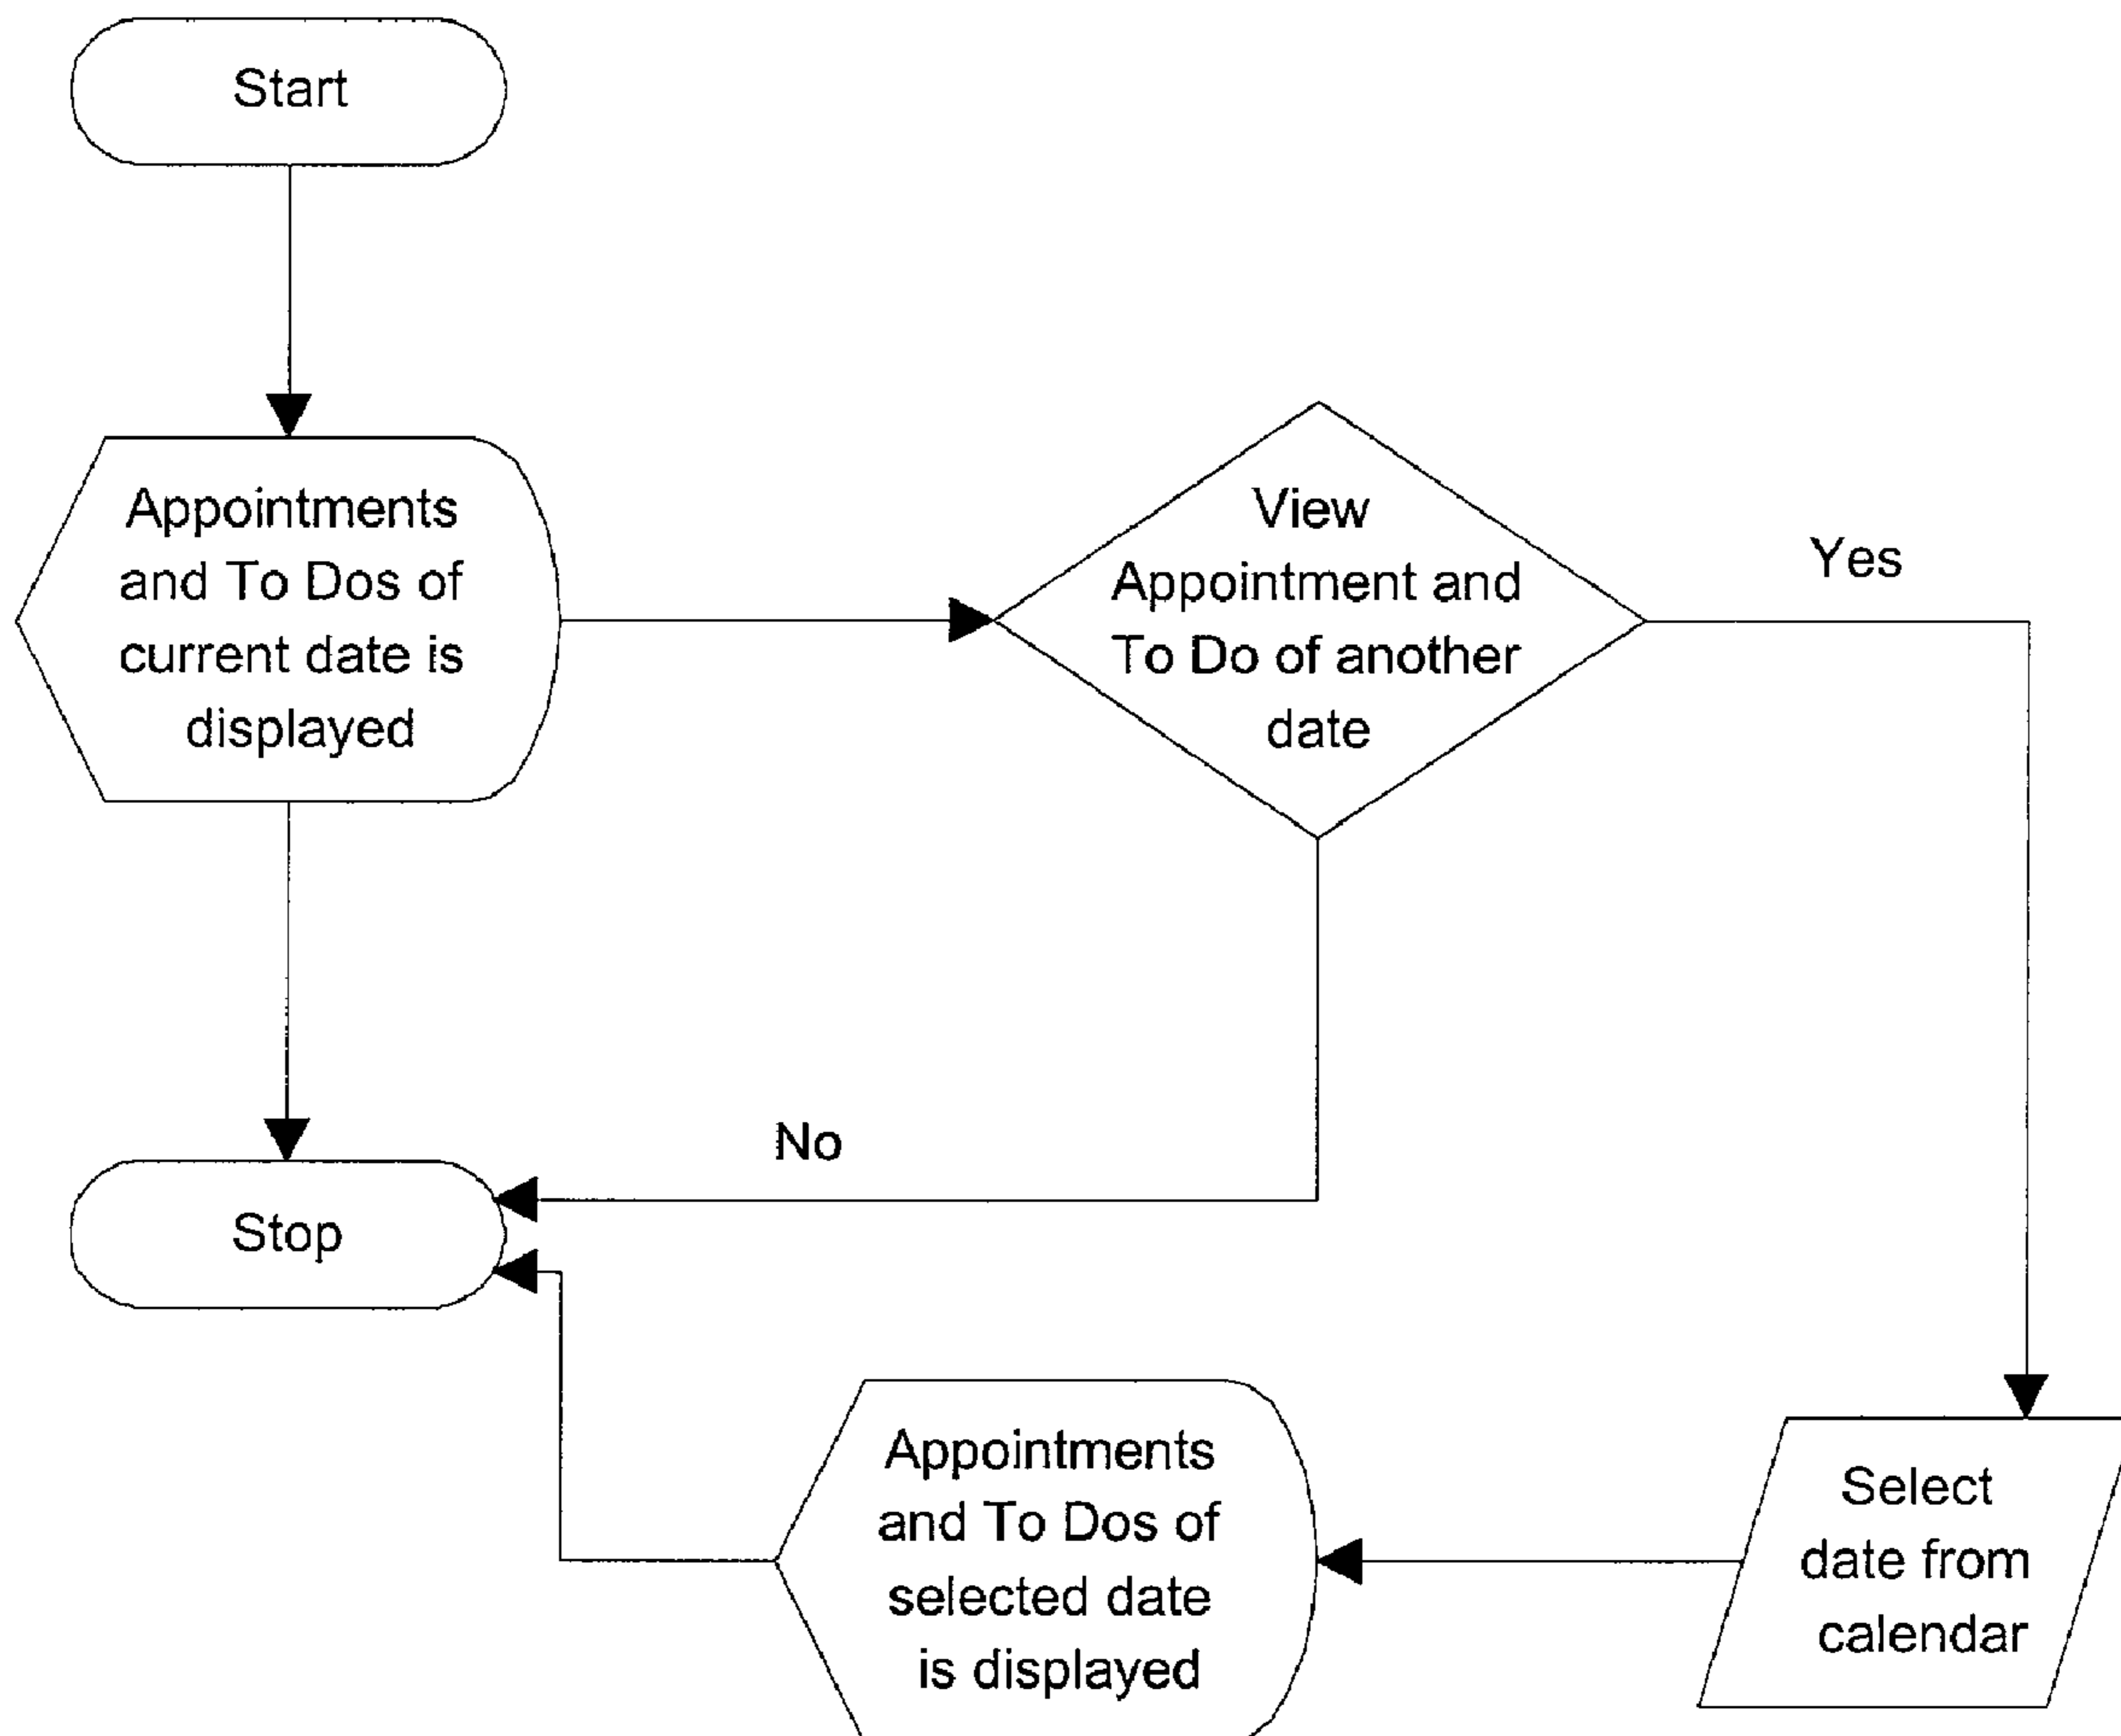 Start
Appointments
and To Dos of
current date is
displayed
View
Appointment and
To Do of another
date
Yes
No
Stop
Appointments
and To Dos of
selected date
is displayed
Select
date from
calendar